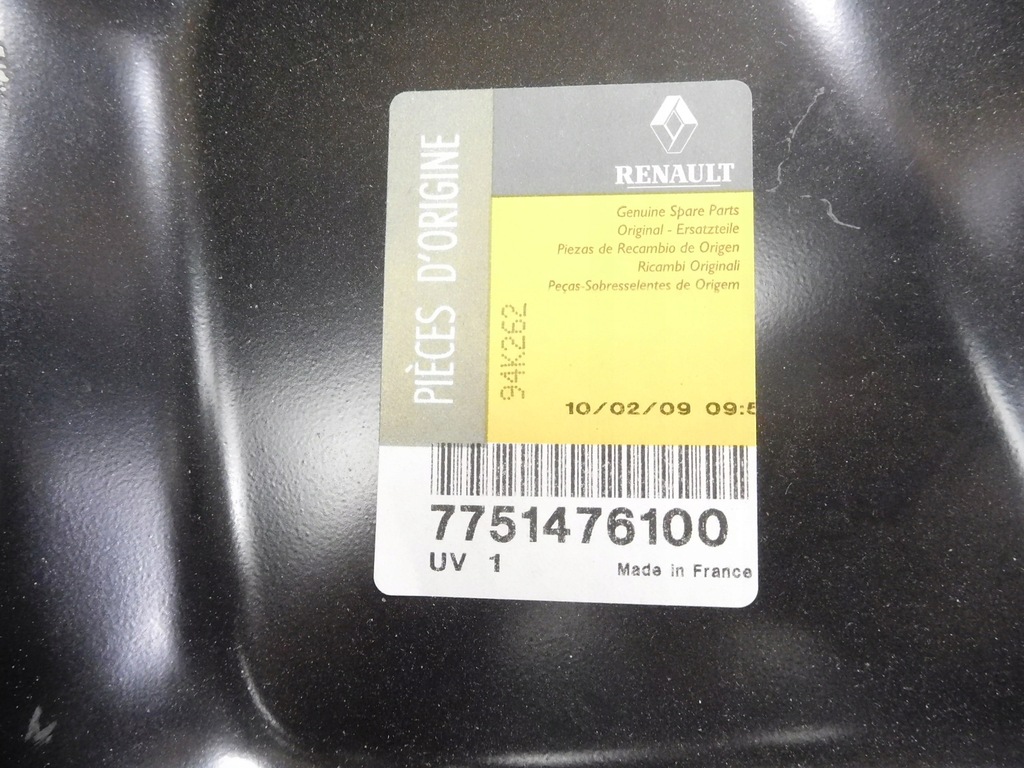 PIÈCES D'ORIGINE
RENAULT
Genuine Spare Parts
Original - Ersatzteile
Piezas de Recambio de Origen
Ricambi Originali
Peças-Sobresselentes de Origem
94K262
10/02/09 09:5
7751476100
UV 1
Made in France